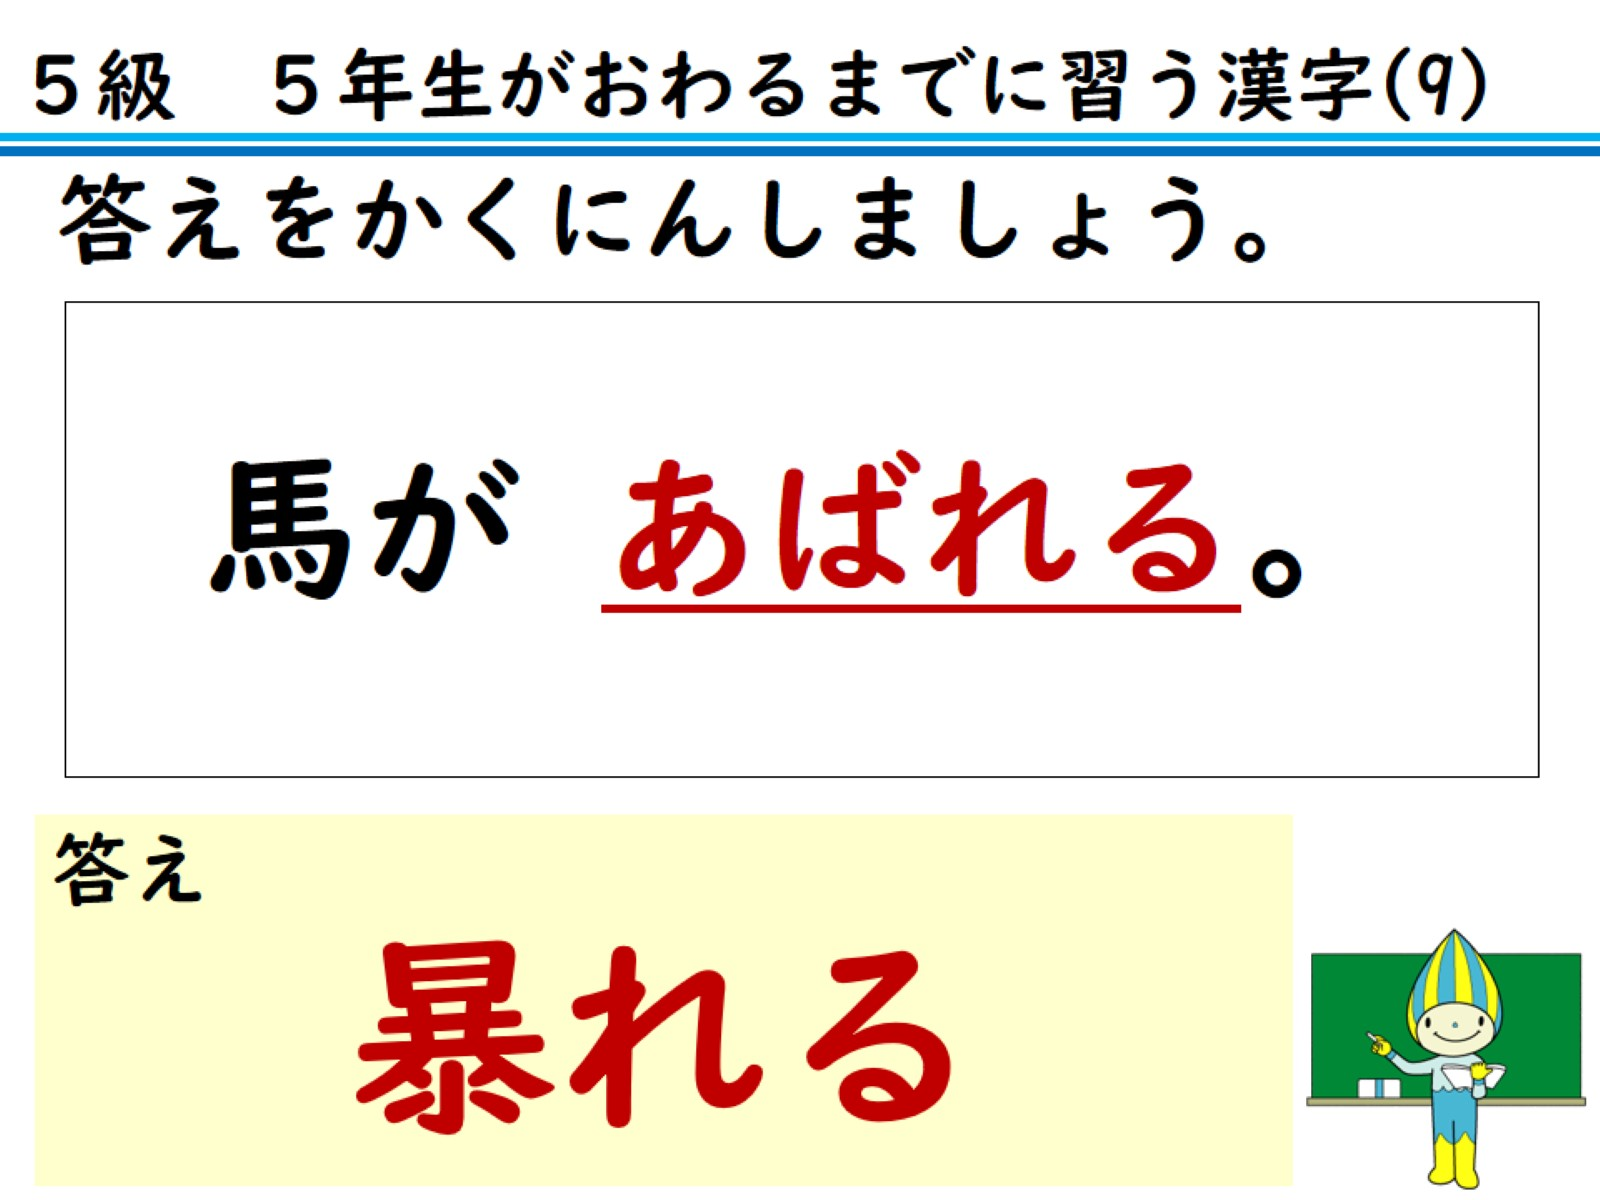 ５級　５年生がおわるまでに習う漢字(9)
答えをかくにんしましょう。
馬が あばれる。
答え
暴れる